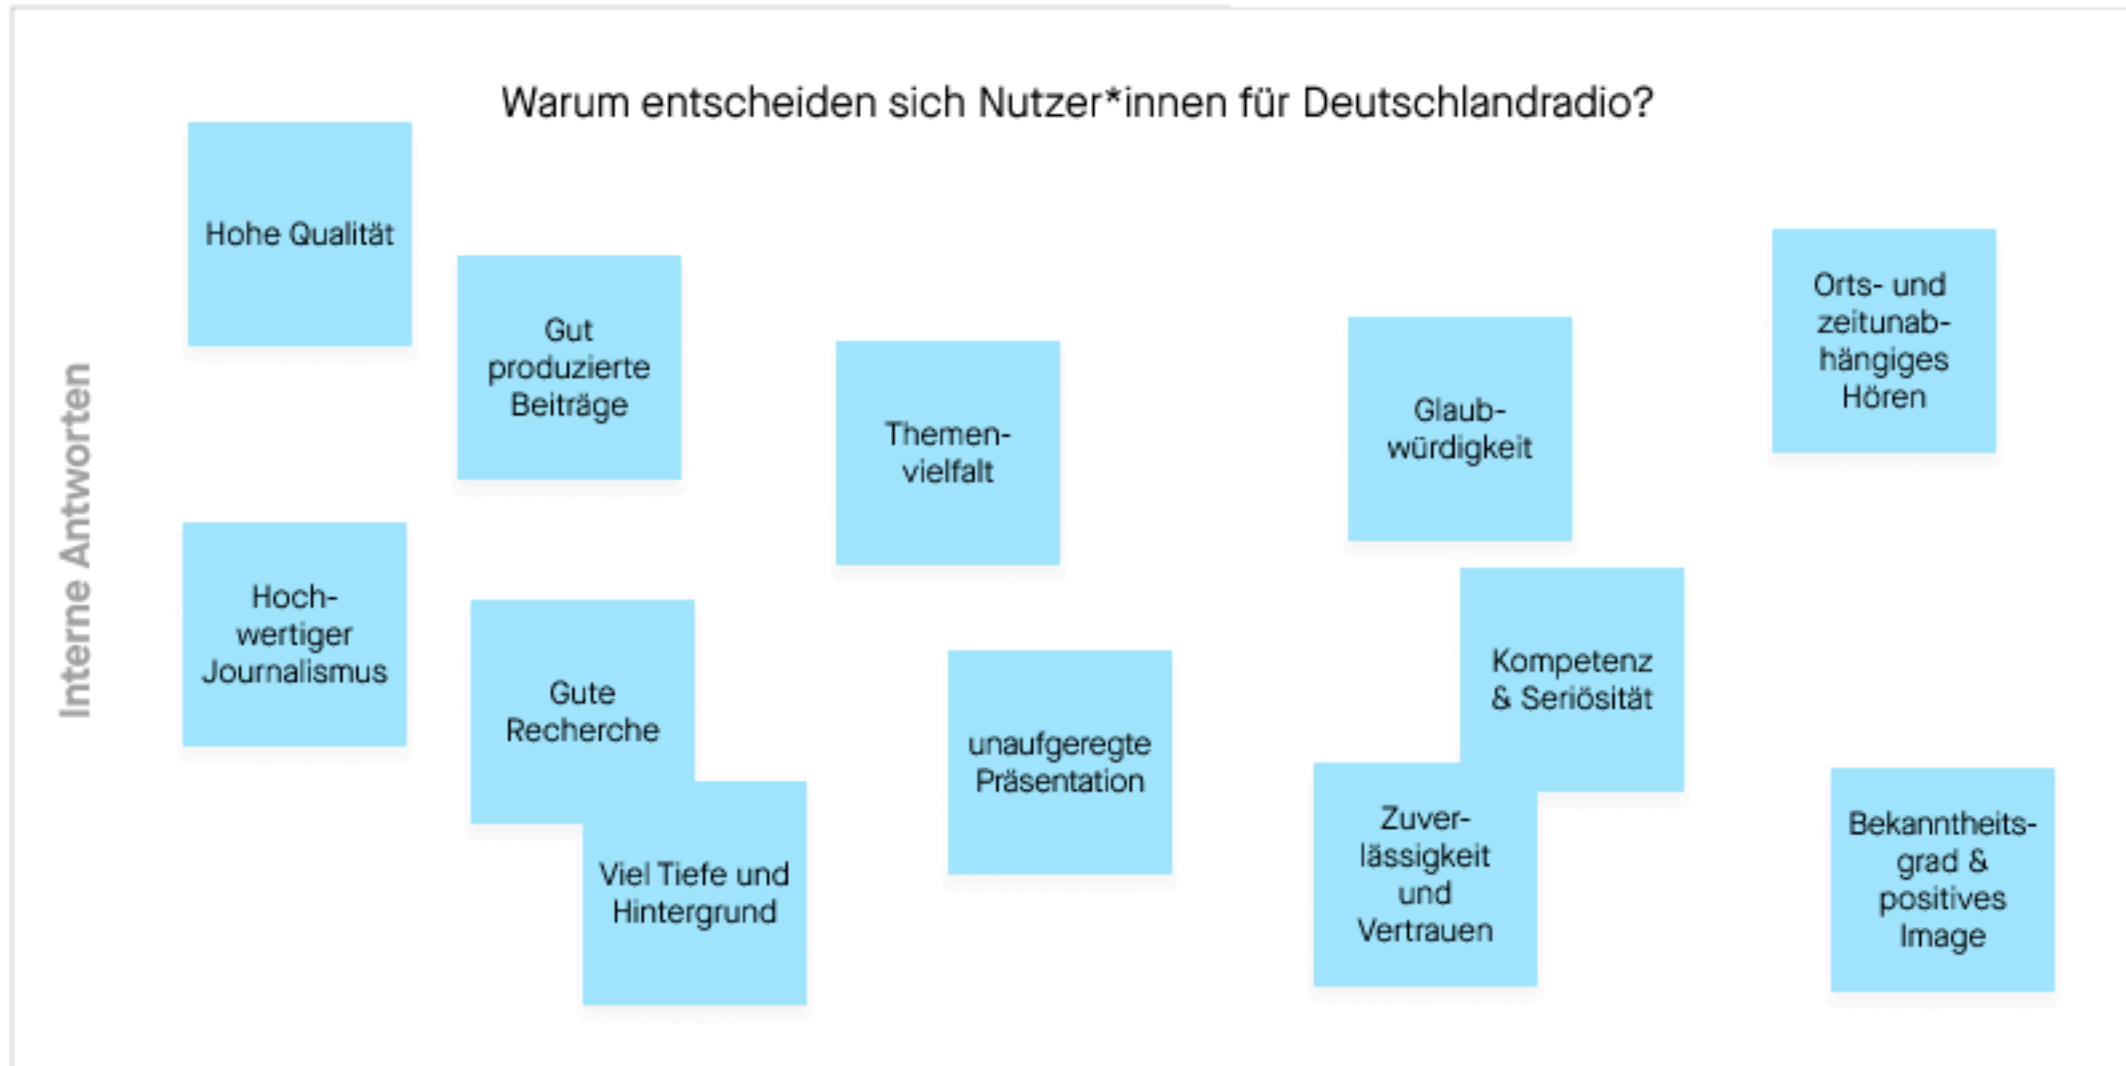 Warum entscheiden sich Nutzer*innen für Deutschlandradio?
Interne Antworten
Hohe Qualität
Gut
produzierte
Beiträge
Themen-
vielfalt
Glaub-
würdigkeit
Orts- und
zeitunab-
hängiges
Hören
Hoch-
wertiger
Journalismus
Gute
Recherche
Viel Tiefe und
Hintergrund
unaufgeregte
Präsentation
Kompetenz
& Seriösität
Zuver-
lässigkeit
und
Vertrauen
Bekanntheits-
grad &
positives
Image